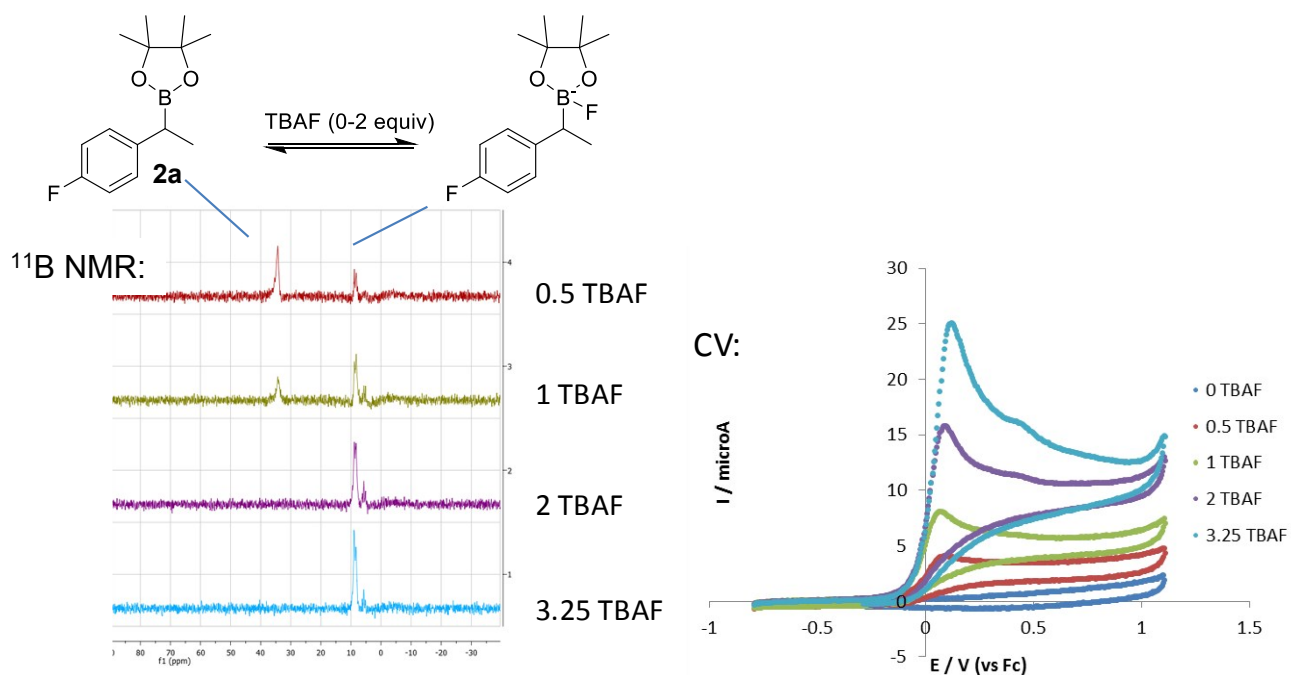 O O
B
O O
B-
F
TBAF (0-2 equiv)
F
2a
F
11B NMR:
4
0.5 TBAF
3
1 TBAF
2
2 TBAF
1
3.25 TBAF
0 80 70 60 50 40 30 20 10 0 -10 -20 -30
f1 (ppm)
CV:
I / microA
30
25
20
15
10
5
0
-5
-1 -0.5 0 0.5 1 1.5
E / V (vs Fc)
0 TBAF
0.5 TBAF
1 TBAF
2 TBAF
3.25 TBAF